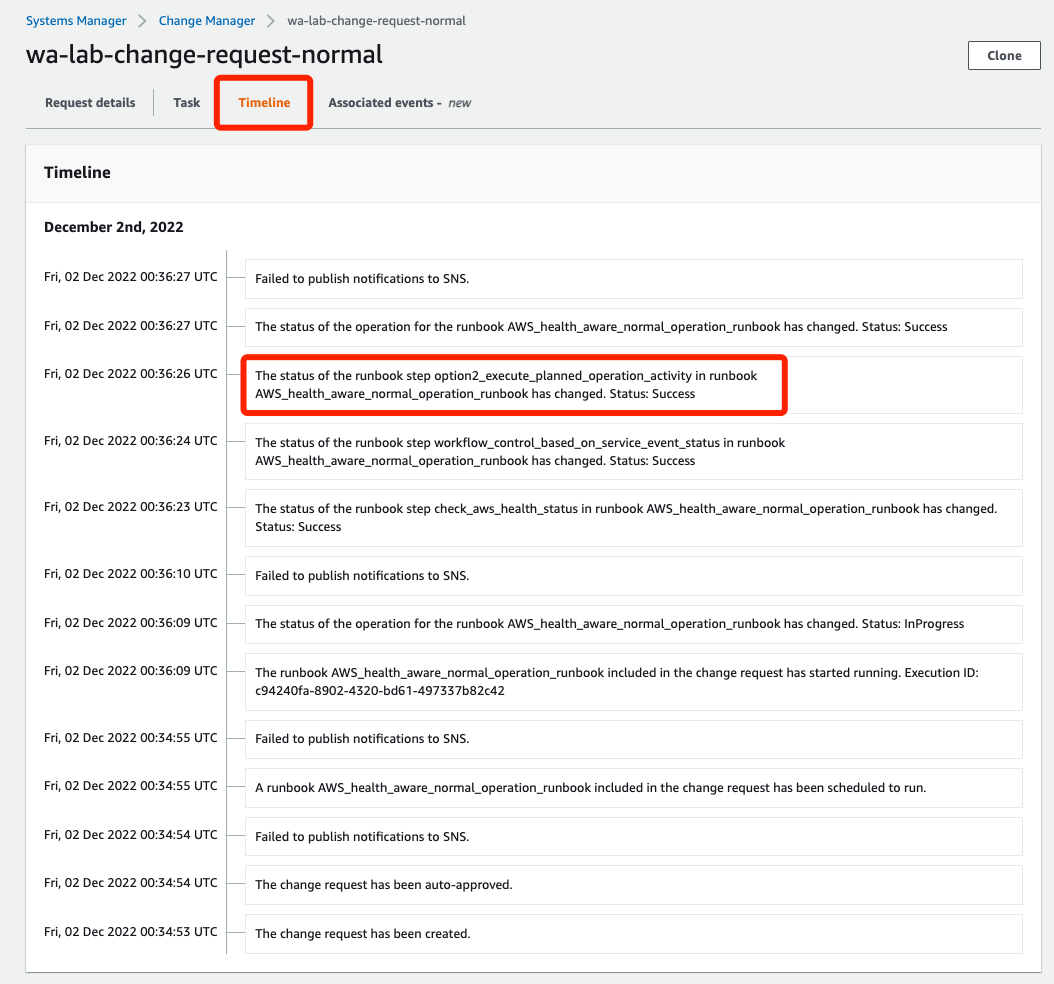 Systems Manager > Change Manager > wa-lab-change-request-normal
wa-lab-change-request-normal
Clone
Request details
Task
Timeline
Associated events - new
Timeline
December 2nd, 2022
Fri, 02 Dec 2022 00:36:27 UTC
Failed to publish notifications to SNS.
Fri, 02 Dec 2022 00:36:27 UTC
The status of the operation for the runbook AWS_health_aware_normal_operation_runbook has changed. Status: Success
Fri, 02 Dec 2022 00:36:26 UTC
The status of the runbook step option2_execute_planned_operation_activity in runbook
AWS_health_aware_normal_operation_runbook has changed. Status: Success
Fri, 02 Dec 2022 00:36:24 UTC
The status of the runbook step workflow_control_based_on_service_event_status in runbook
AWS_health_aware_normal_operation_runbook has changed. Status: Success
Fri, 02 Dec 2022 00:36:23 UTC
The status of the runbook step check_aws_health_status in runbook AWS_health_aware_normal_operation_runbook has changed.
Status: Success
Fri, 02 Dec 2022 00:36:10 UTC
Failed to publish notifications to SNS.
Fri, 02 Dec 2022 00:36:09 UTC
The status of the operation for the runbook AWS_health_aware_normal_operation_runbook has changed. Status: InProgress
Fri, 02 Dec 2022 00:36:09 UTC
The runbook AWS_health_aware_normal_operation_runbook included in the change request has started running. Execution ID:
c94240fa-8902-4320-bd61-497337b82c42
Fri, 02 Dec 2022 00:34:55 UTC
Failed to publish notifications to SNS.
Fri, 02 Dec 2022 00:34:55 UTC
A runbook AWS_health_aware_normal_operation_runbook included in the change request has been scheduled to run.
Fri, 02 Dec 2022 00:34:54 UTC
Failed to publish notifications to SNS.
Fri, 02 Dec 2022 00:34:54 UTC
The change request has been auto-approved.
Fri, 02 Dec 2022 00:34:53 UTC
The change request has been created.